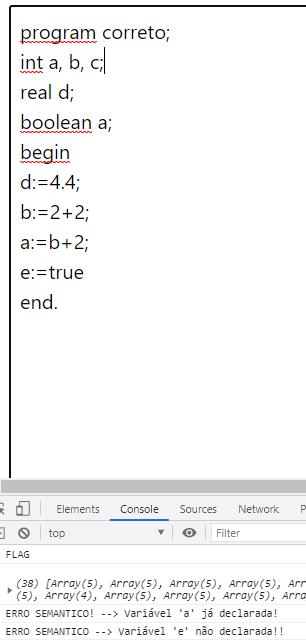 program correto;
int a, b, c;
real d;
boolean a;
begin
d:=4.4;
b:=2+2;
a:=b+2;
e:=true
end.
Elements Console Sources Network
top Filter
FLAG
(38) [Array(5), Array(5), Array(5), Array(5),
(5), Array(4), Array(5), Array(5), Array(5),
ERRO SEMANTICO! --> Variável 'a' já declarada!
ERRO SEMANTICO --> Variável 'e' não declarada!!